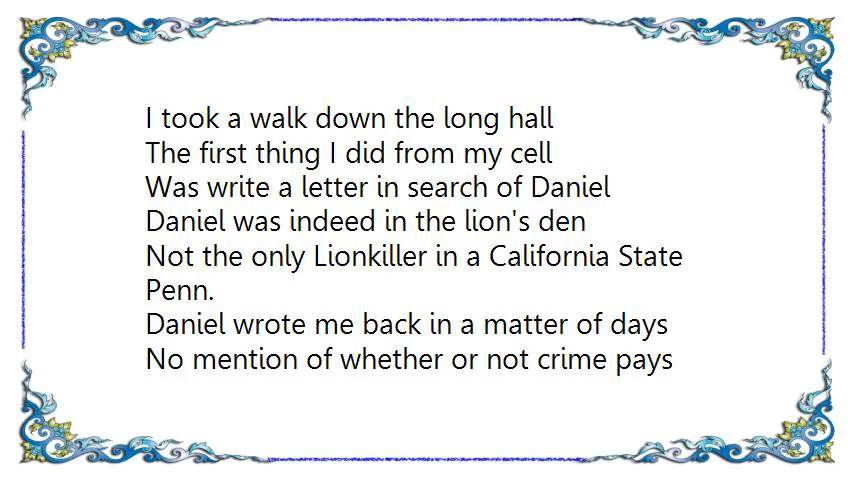 I took a walk down the long hall
The first thing I did from my cell
Was write a letter in search of Daniel
Daniel was indeed in the lion's den
Not the only Lionkiller in a California State
Penn.
Daniel wrote me back in a matter of days
No mention of whether or not crime pays